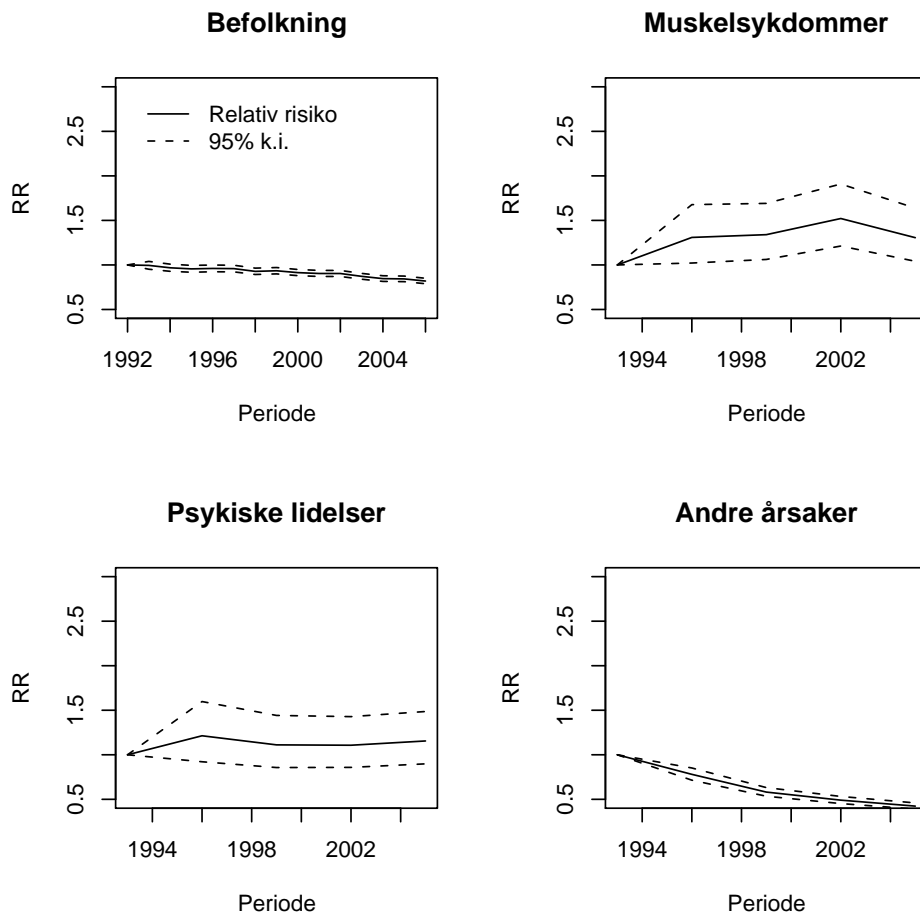 Befolkning
RR
0.5 1.5 2.5
Relativ risiko
95% k.i.
1992 1996 2000 2004
Periode
Muskelsykdommer
RR
0.5 1.5 2.5
1994 1998 2002
Periode
Psykiske lidelser
RR
0.5 1.5 2.5
1994 1998 2002
Periode
Andre årsaker
RR
0.5 1.5 2.5
1994 1998 2002
Periode